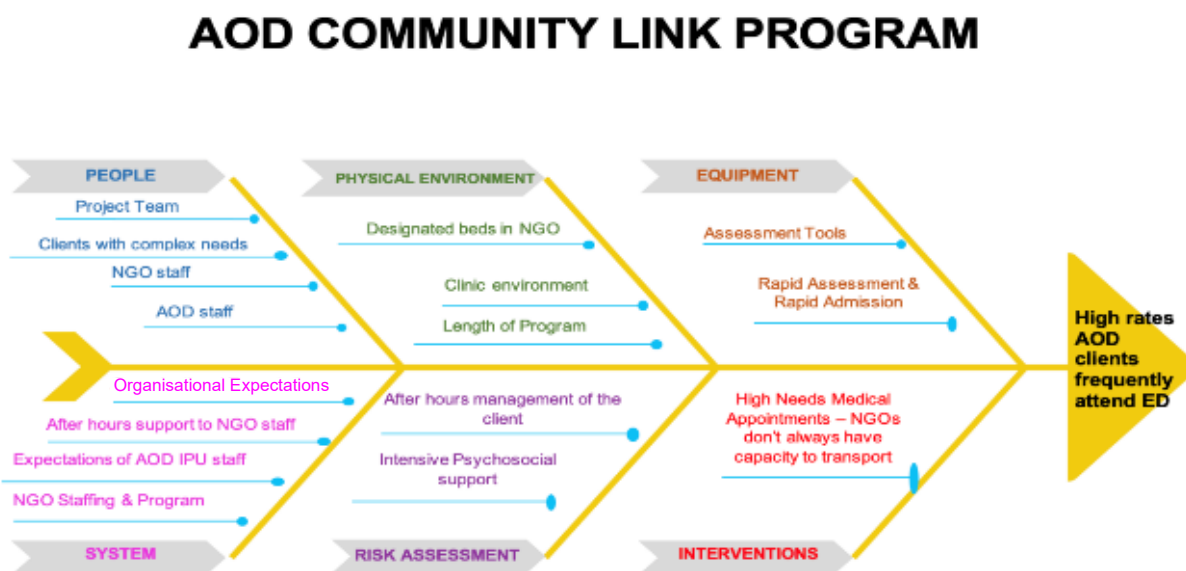 AOD COMMUNITY LINK PROGRAM
PEOPLE
Project Team
Clients with complex needs
NGO staff
AOD staff
PHYSICAL ENVIRONMENT
Designated beds in NGO
Clinic environment
Length of Program
EQUIPMENT
Assessment Tools
Rapid Assessment &
Rapid Admission
High rates
AOD
clients
frequently
attend ED
Organisational Expectations
After hours support to NGO staff
Expectations of AOD IPU staff
NGO Staffing & Program
SYSTEM
After hours management of the
client
Intensive Psychosocial
support
RISK ASSESSMENT
High Needs Medical
Appointments – NGOs
don't always have
capacity to transport
INTERVENTIONS